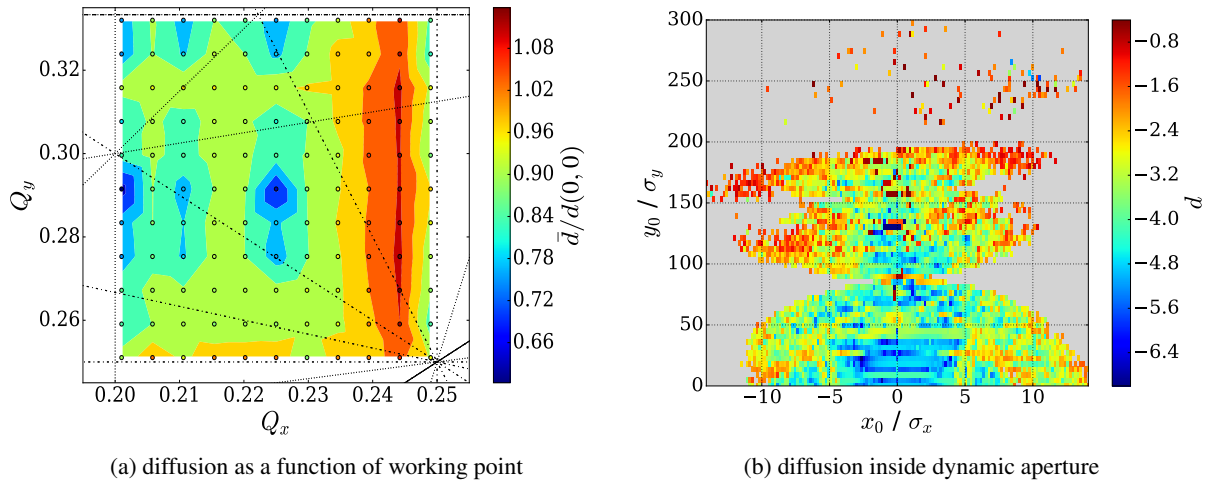 0.32
0.30
0.28
0.26
Q_y
0.20 0.21 0.22 0.23 0.24 0.25
Q_x
1.08
1.02
0.96
0.90
0.84
0.78
0.72
0.66
d̄/d(0, 0)
(a) diffusion as a function of working point
300
250
200
150
100
50
0
y_0 / σ_y
−10 −5 0 5 10
x_0 / σ_x
−0.8
−1.6
−2.4
−3.2
−4.0
−4.8
−5.6
−6.4
d
(b) diffusion inside dynamic aperture